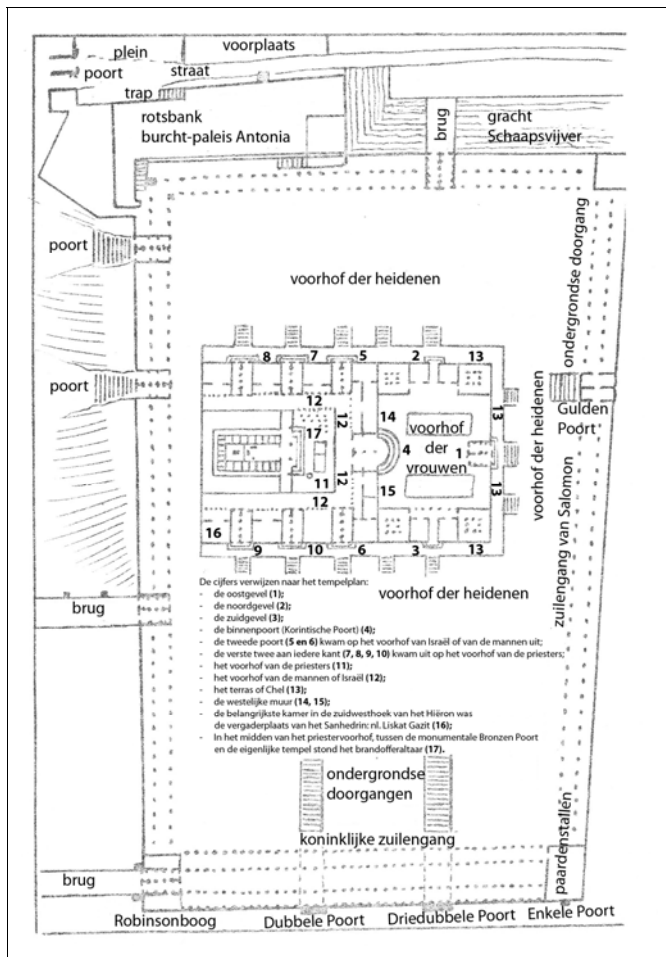 plein
voorplaats
poort
straat
trap
rotsbank
burcht-paleis Antonia
brug
gracht
Schaapsvijver
poort
voorhof der heidenen
ondergrondse doorgang
8 7 5 2 13
poort
12
12
14
13
17
voorhof
der
vrouwen
4
1
voorhof der heidenen
Gulden
Poort
11
12
12
15
13
16
9 10 6 3 13
zuilengang van Salomon
De cijfers verwijzen naar het tempelplan:
- de oostgevel (1);
- de noordgevel (2);
- de zuidgevel (3);
- de binnenpoort (Korintische Poort) (4);
- de tweede poort (5 en 6) kwam op het voorhof van Israël of van de mannen uit;
- de verste twee aan iedere kant (7, 8, 9, 10) kwam uit op het voorhof van de priesters;
- het voorhof van de priesters (11);
- het voorhof van de mannen of Israël (12);
- het terras of Chel (13);
- de westelijke muur (14, 15);
- de belangrijkste kamer in de zuidwesthoek van het Hiëron was
de vergaderplaats van het Sanhedrin: nl. Liskat Gazit (16);
- In het midden van het priestervoorhof, tussen de monumentale Bronzen Poort
en de eigenlijke tempel stond het brandofferaltaar (17).
voorhof der heidenen
brug
ondergrondse
doorgangen
koninklijke zuilengang
paardenstallen
brug
Robinsonboog
Dubbele Poort
Driedubbele Poort
Enkele Poort